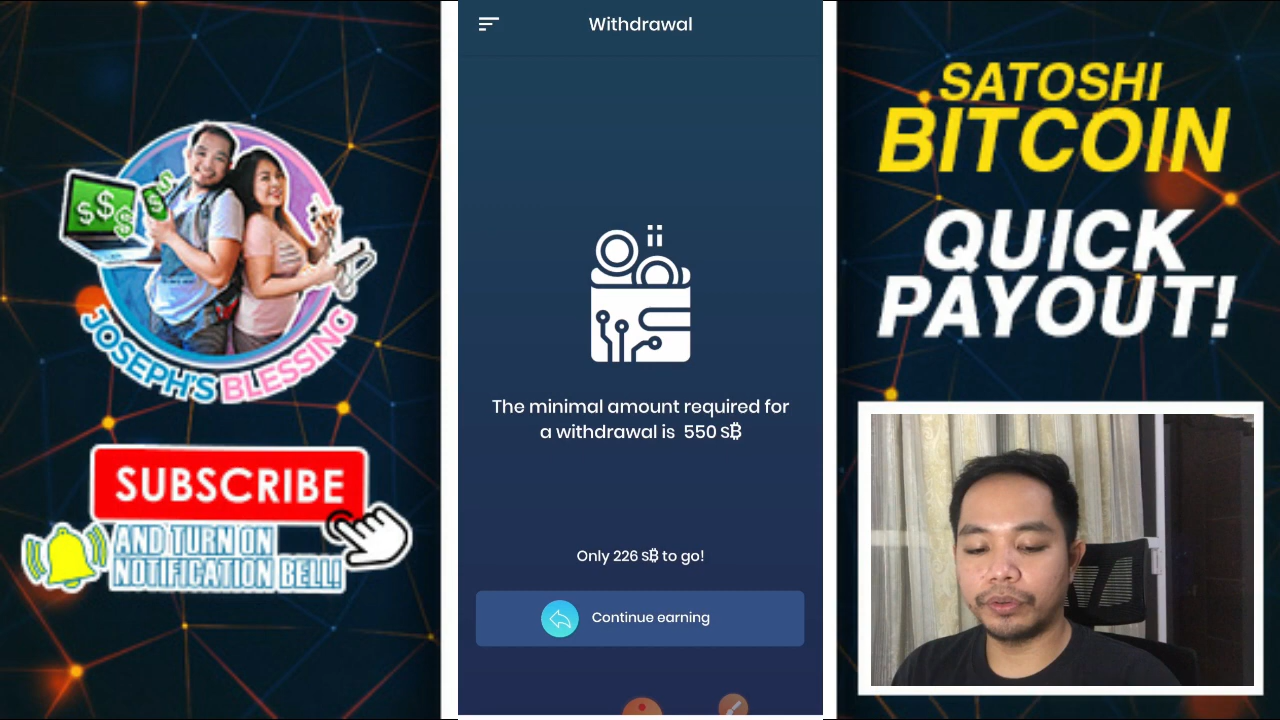 JOSEPH'S BLESSING
SUBSCRIBE
AND TURN ON
NOTIFICATION BELL!
Withdrawal
The minimal amount required for
a withdrawal is 550 s₿
Only 226 s₿ to go!
Continue earning
SATOSHI
BITCOIN
QUICK
PAYOUT!